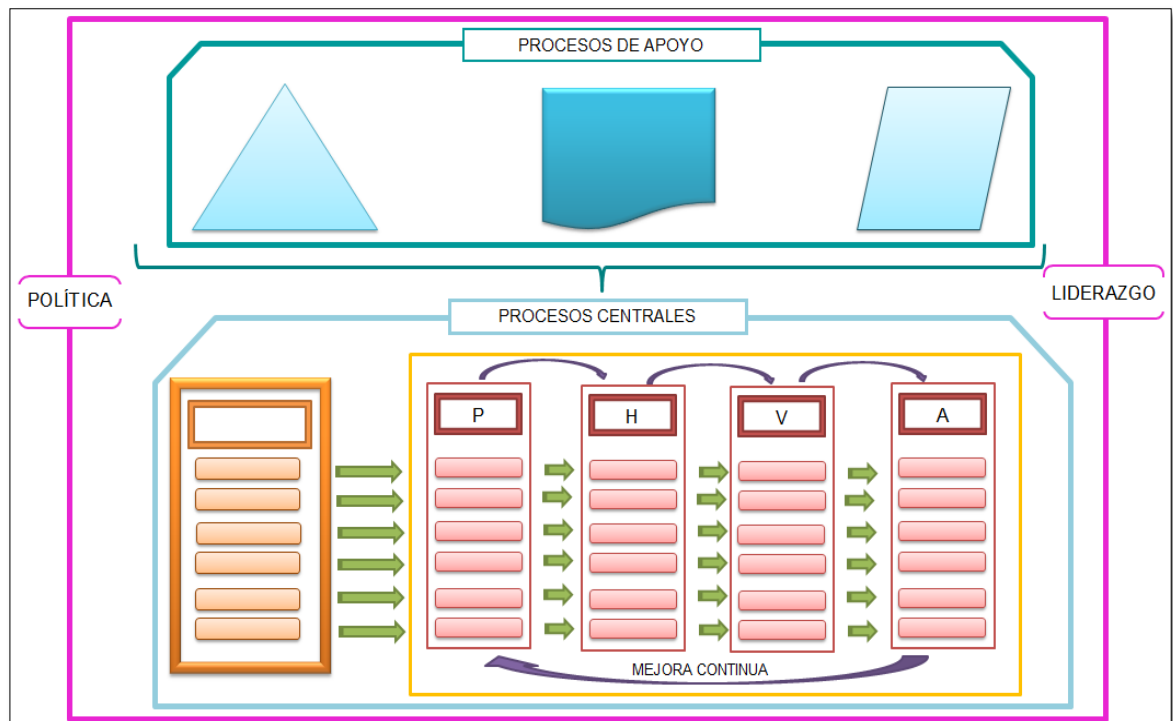 PROCESOS DE APOYO
POLÍTICA
LIDERAZGO
PROCESOS CENTRALES
P
H
V
A
MEJORA CONTINUA